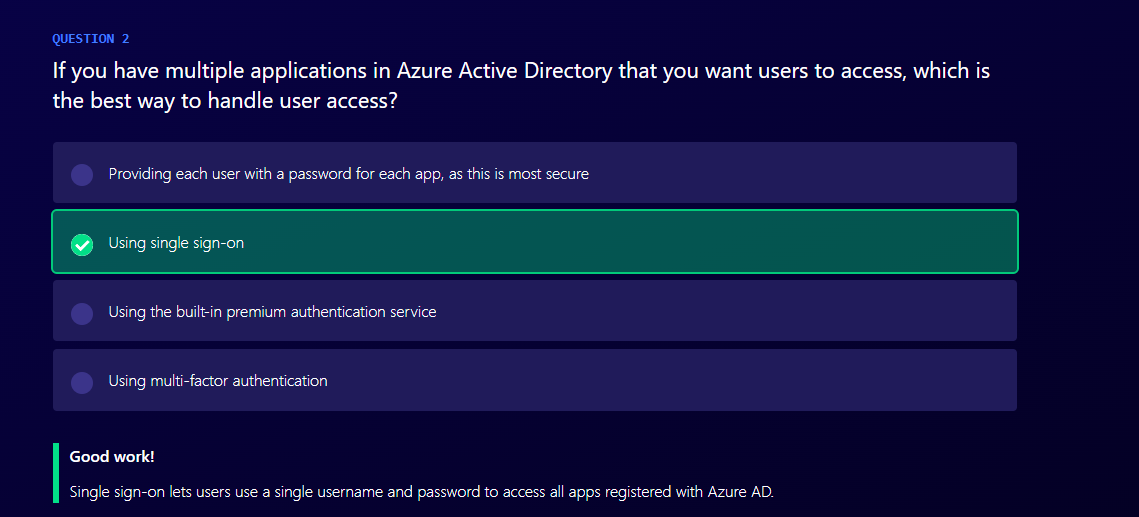 QUESTION 2
If you have multiple applications in Azure Active Directory that you want users to access, which is
the best way to handle user access?
Providing each user with a password for each app, as this is most secure
Using single sign-on
Using the built-in premium authentication service
Using multi-factor authentication
Good work!
Single sign-on lets users use a single username and password to access all apps registered with Azure AD.